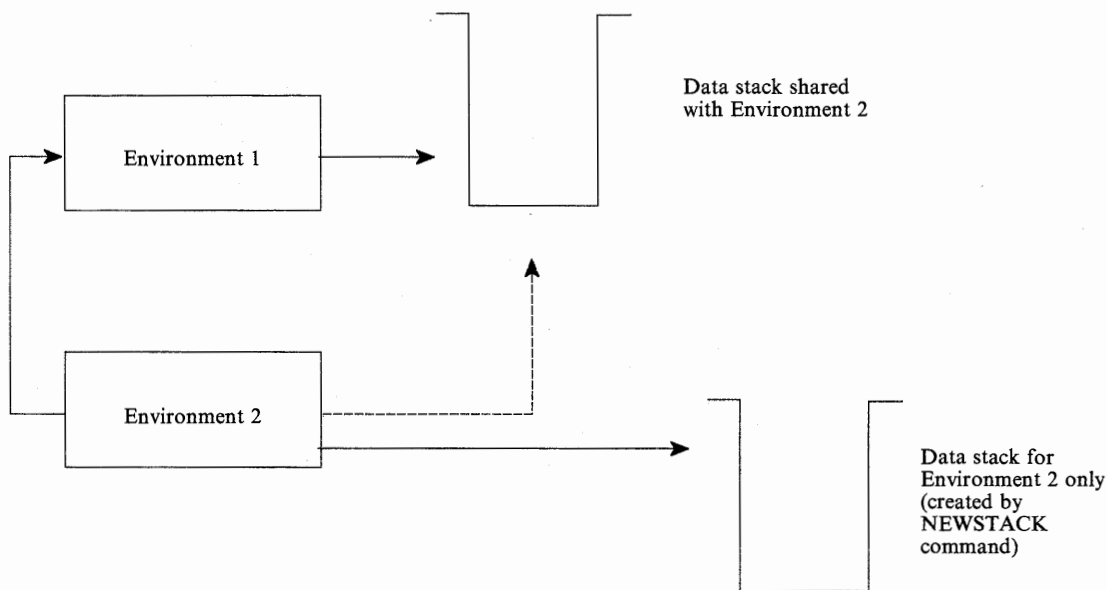 Data stack shared
with Environment 2
Environment 1
Environment 2
Data stack for
Environment 2 only
(created by
NEWSTACK
command)